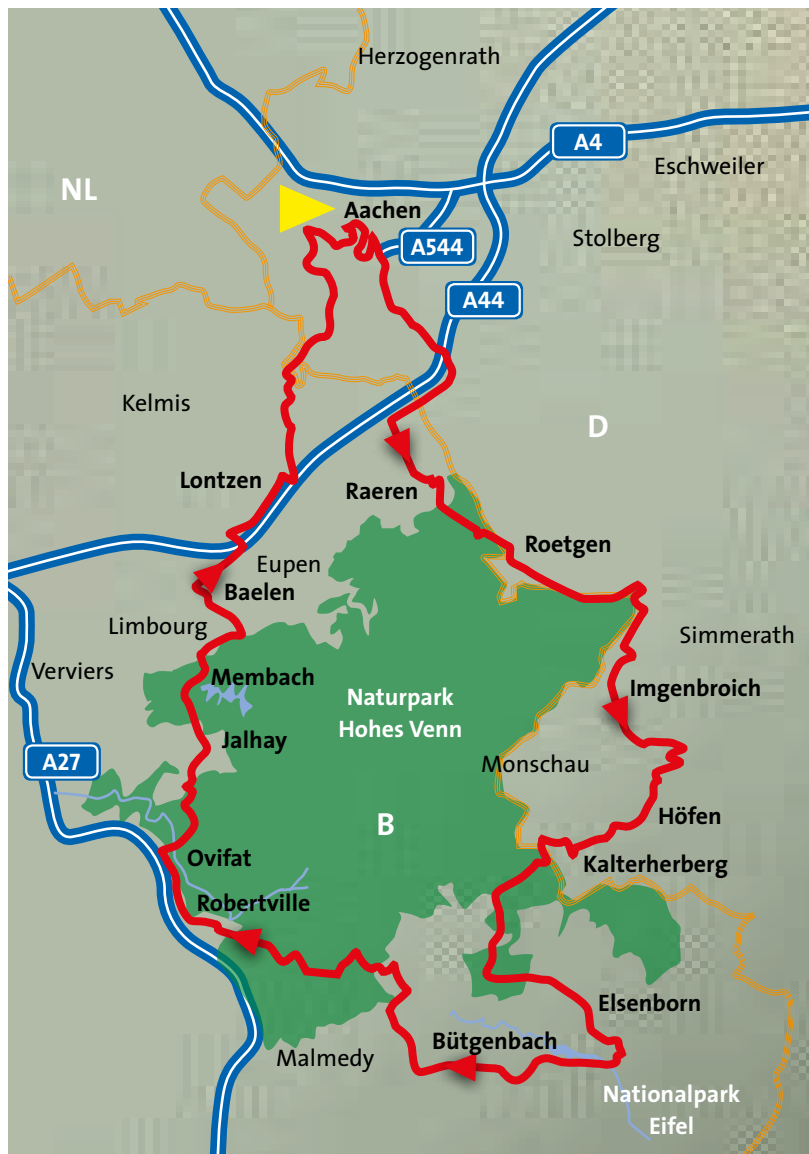 Herzogenrath
A4
Eschweiler
NL
Aachen
Stolberg
A544
A44
Kelmis
D
Lontzen
Raeren
Roetgen
Eupen
Baelen
Limbourg
Simmerath
Verviers
Membach
Imgenbroich
Naturpark
Hohes Venn
Jalhay
A27
Monschau
B
Höfen
Ovifat
Kalterherberg
Robertville
Elsenborn
Bütgenbach
Malmedy
Nationalpark
Eifel